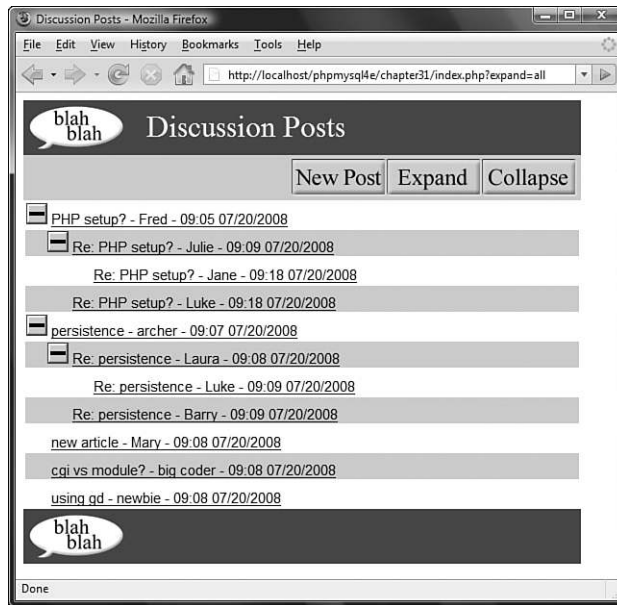 Discussion Posts - Mozilla Firefox
File Edit View History Bookmarks Tools Help
http://localhost/phpmysql4e/chapter31/index.php?expand=all
blah
blah
Discussion Posts
New Post Expand Collapse
PHP setup? - Fred - 09:05 07/20/2008
Re: PHP setup? - Julie - 09:09 07/20/2008
Re: PHP setup? - Jane - 09:18 07/20/2008
Re: PHP setup? - Luke - 09:18 07/20/2008
persistence - archer - 09:07 07/20/2008
Re: persistence - Laura - 09:08 07/20/2008
Re: persistence - Luke - 09:09 07/20/2008
Re: persistence - Barry - 09:09 07/20/2008
new article - Mary - 09:08 07/20/2008
cgi vs module? - big coder - 09:08 07/20/2008
using gd - newbie - 09:08 07/20/2008
blah
blah
Done